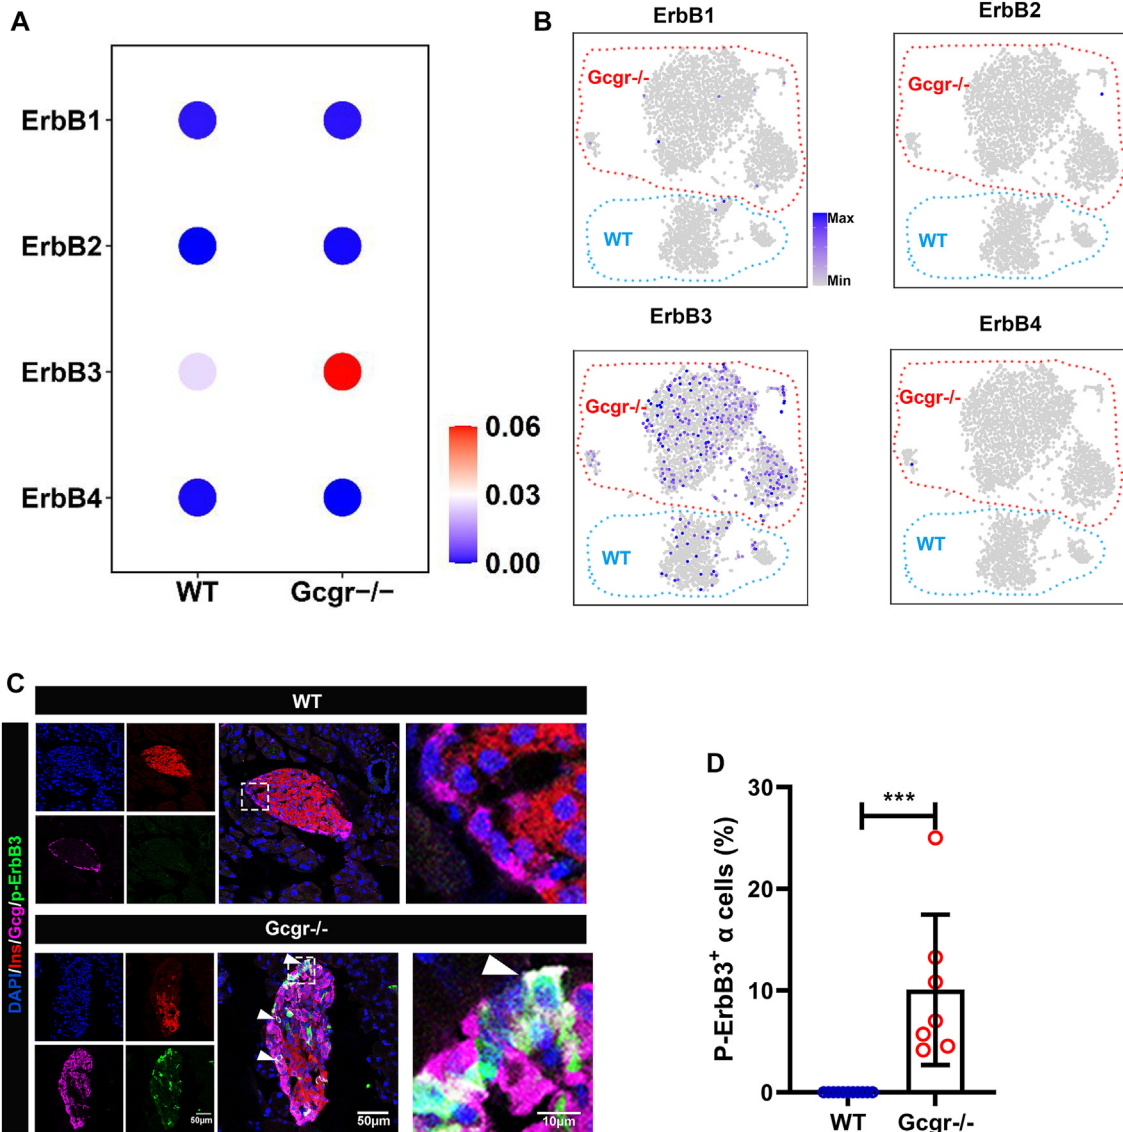 A
ErbB1
ErbB2
ErbB3
ErbB4
WT
Gcgr−/−
0.06
0.03
0.00
B
ErbB1
Gcgr-/-
WT
Max
Min
ErbB2
Gcgr-/-
WT
ErbB3
Gcgr-/-
WT
ErbB4
Gcgr-/-
WT
C
DAPI/Ins/Gcg/p-ErbB3
WT
Gcgr-/-
50µm
50µm
10µm
D
P-ErbB3+ α cells (%)
30
20
10
0
***
WT
Gcgr-/-